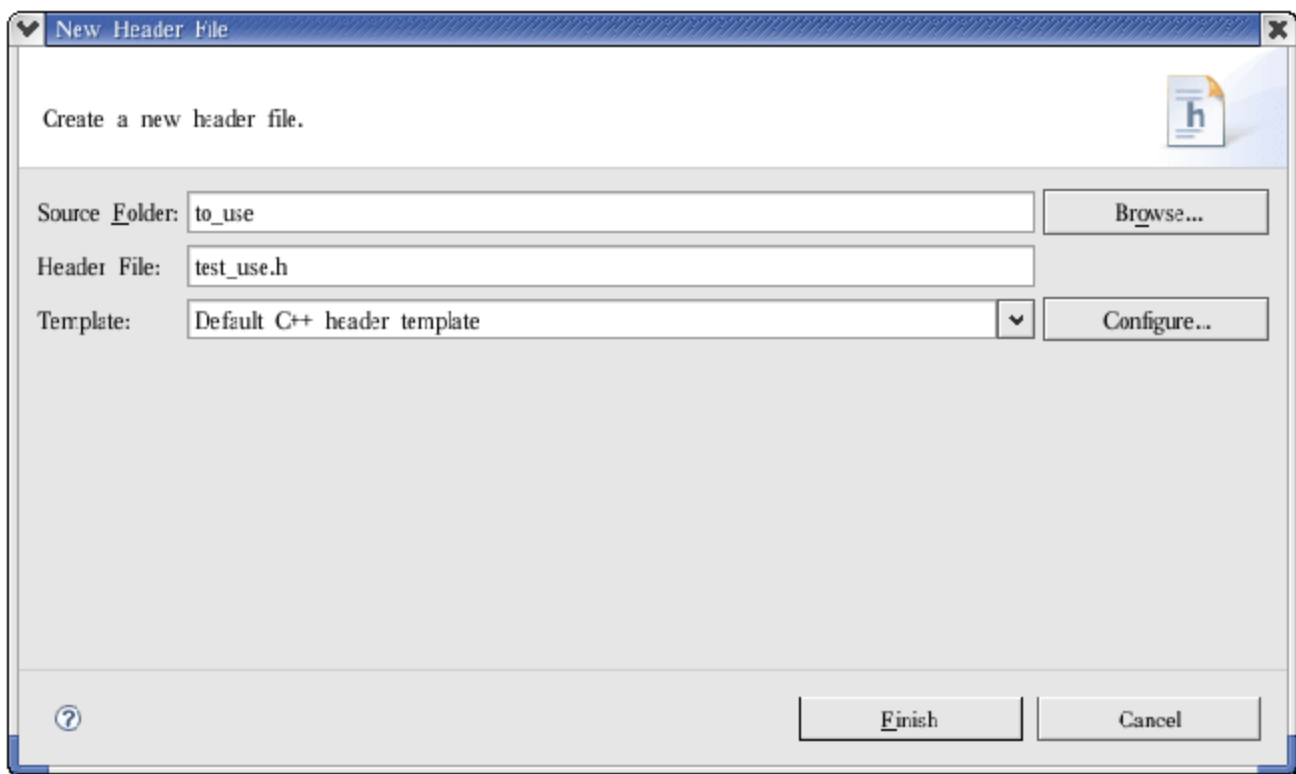 New Header File
Create a new header file.
h
Source Folder: to_use Browse...
Header File: test_use.h
Template: Default C++ header template Configure...
?
Finish Cancel